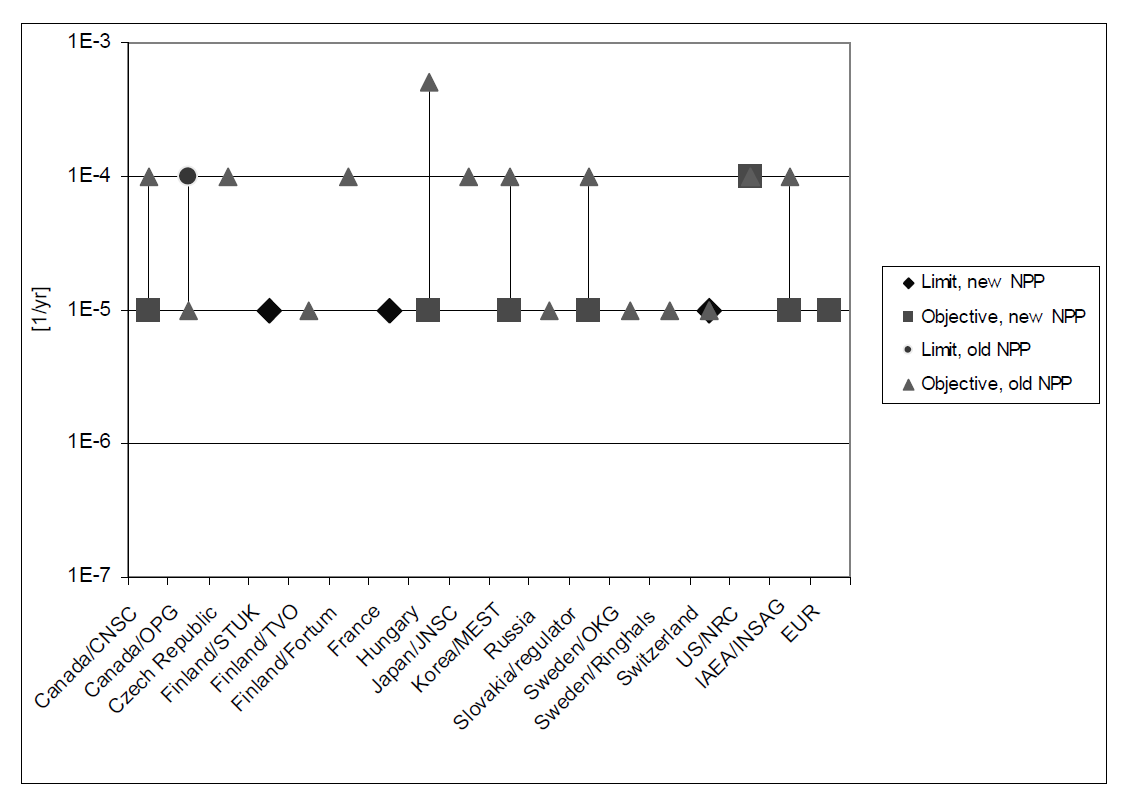 1E-3
1E-4
1E-5
1E-6
1E-7
[1/yr]
Canada/CNSC
Canada/OPG
Czech Republic
Finland/STUK
Finland/TVO
Finland/Fortum
France
Hungary
Japan/JNSC
Korea/MEST
Russia
Slovakia/regulator
Sweden/OKG
Sweden/Ringhals
Switzerland
US/NRC
IAEA/INSAG
EUR
Limit, new NPP
Objective, new NPP
Limit, old NPP
Objective, old NPP